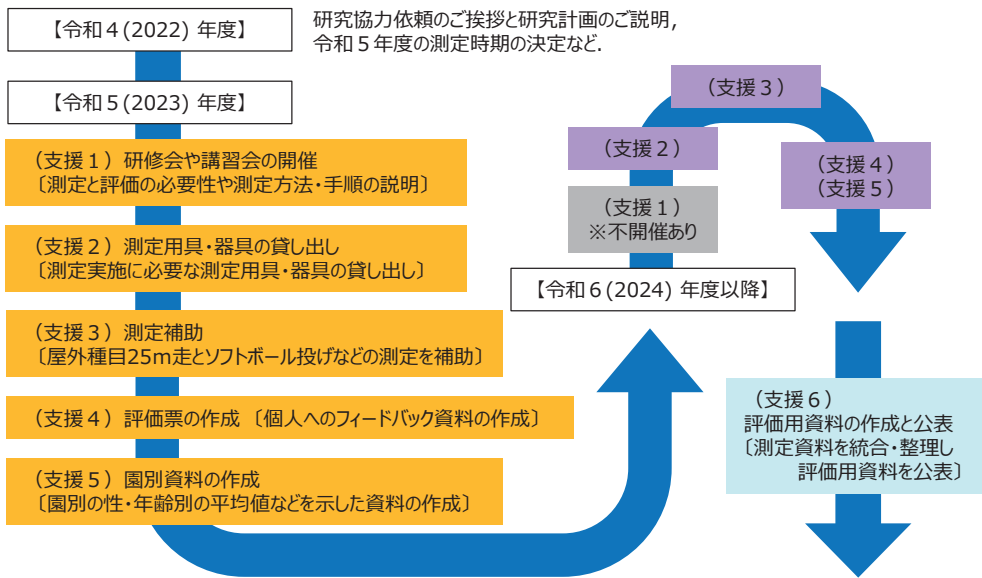 【令和4(2022) 年度】
研究協力依頼のご挨拶と研究計画のご説明，
令和5年度の測定時期の決定など.
【令和5(2023) 年度】
（支援1）研修会や講習会の開催
〔測定と評価の必要性や測定方法・手順の説明〕
（支援2）測定用具・器具の貸し出し
〔測定実施に必要な測定用具・器具の貸し出し〕
（支援3）測定補助
〔屋外種目25m走とソフトボール投げなどの測定を補助〕
（支援4）評価票の作成 〔個人へのフィードバック資料の作成〕
（支援5）園別資料の作成
〔園別の性・年齢別の平均値などを示した資料の作成〕
【令和6(2024) 年度以降】
（支援1）
※不開催あり
（支援2）
（支援3）
（支援4）
（支援5）
（支援6）
評価用資料の作成と公表
〔測定資料を統合・整理し
評価用資料を公表〕